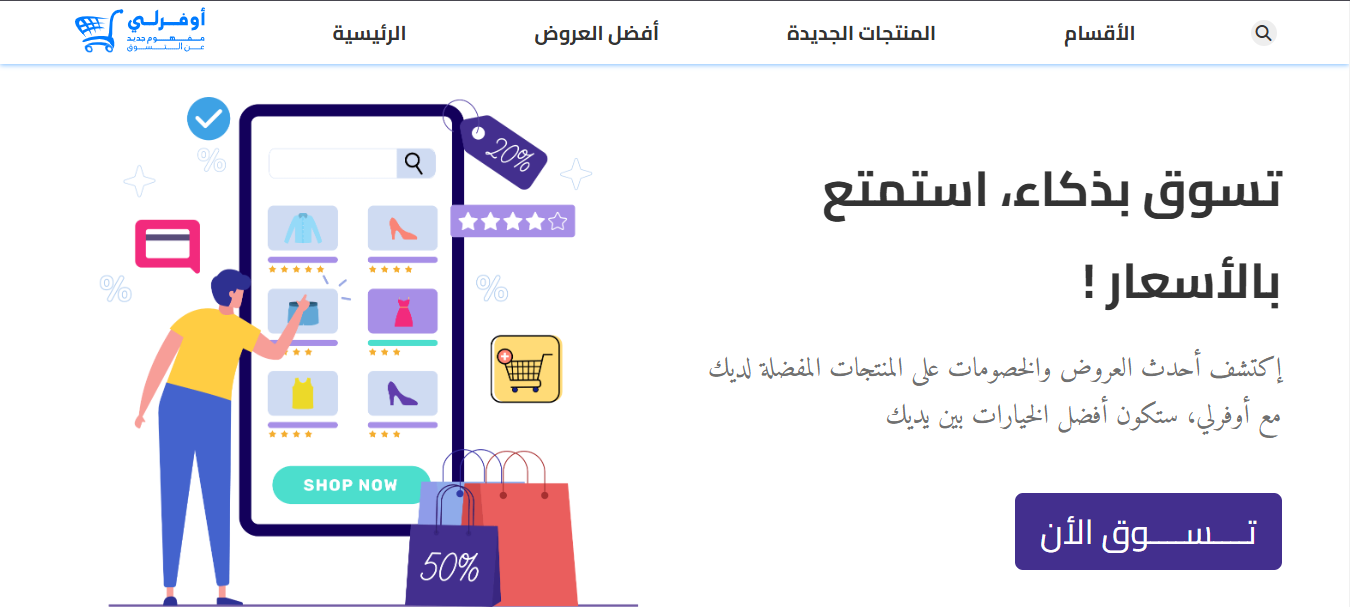 أوفرلي
مفهوم جديد
عن التسوق
الرئيسية
أفضل العروض
المنتجات الجديدة
الأقسام
تسوق بذكاء، استمتع
بالأسعار !
إكتشف أحدث العروض والخصومات على المنتجات المفضلة لديك
مع أوفرلي، ستكون أفضل الخيارات بين يديك
تـــســـوق الأن
20%
SHOP NOW
50%
%
%
%